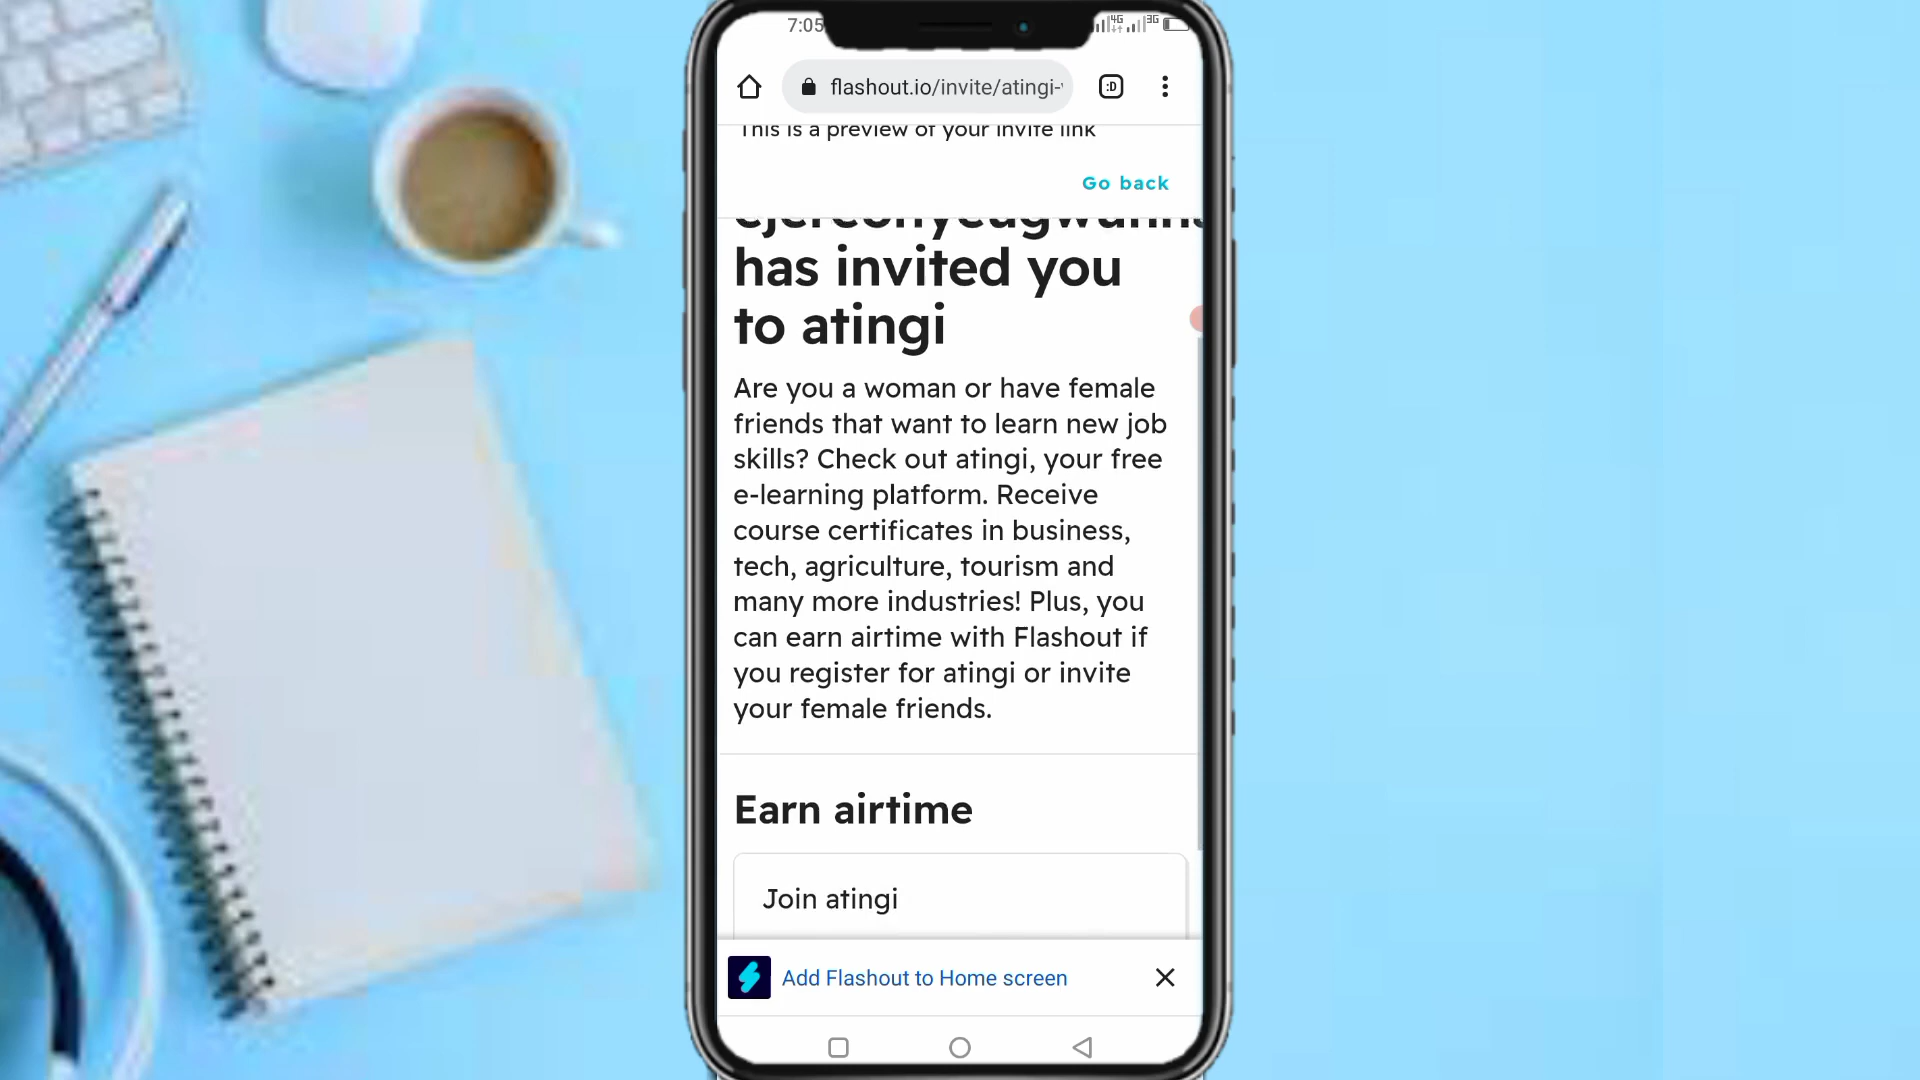 7:05
4G 3G
flashout.io/invite/atingi-
:D
This is a preview of your invite link
Go back
has invited you
to atingi
Are you a woman or have female
friends that want to learn new job
skills? Check out atingi, your free
e-learning platform. Receive
course certificates in business,
tech, agriculture, tourism and
many more industries! Plus, you
can earn airtime with Flashout if
you register for atingi or invite
your female friends.
Earn airtime
Join atingi
Add Flashout to Home screen